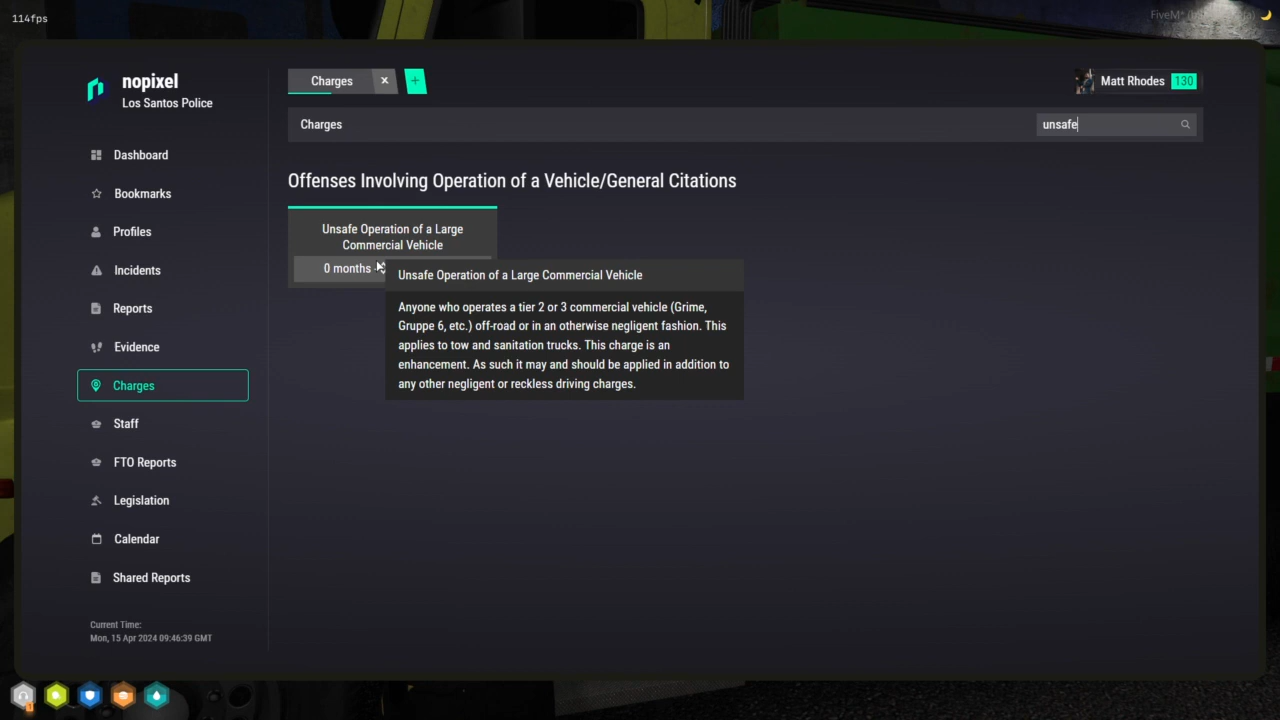 114fps
FiveM*
nopixel
Los Santos Police
Charges
×
+
Matt Rhodes 130
Charges
unsafe
Dashboard
Bookmarks
Profiles
Incidents
Reports
Evidence
Charges
Staff
FTO Reports
Legislation
Calendar
Shared Reports
Current Time:
Mon, 15 Apr 2024 09:46:39 GMT
Offenses Involving Operation of a Vehicle/General Citations
Unsafe Operation of a Large
Commercial Vehicle
0 months
Unsafe Operation of a Large Commercial Vehicle
Anyone who operates a tier 2 or 3 commercial vehicle (Grime,
Gruppe 6, etc.) off-road or in an otherwise negligent fashion. This
applies to tow and sanitation trucks. This charge is an
enhancement. As such it may and should be applied in addition to
any other negligent or reckless driving charges.